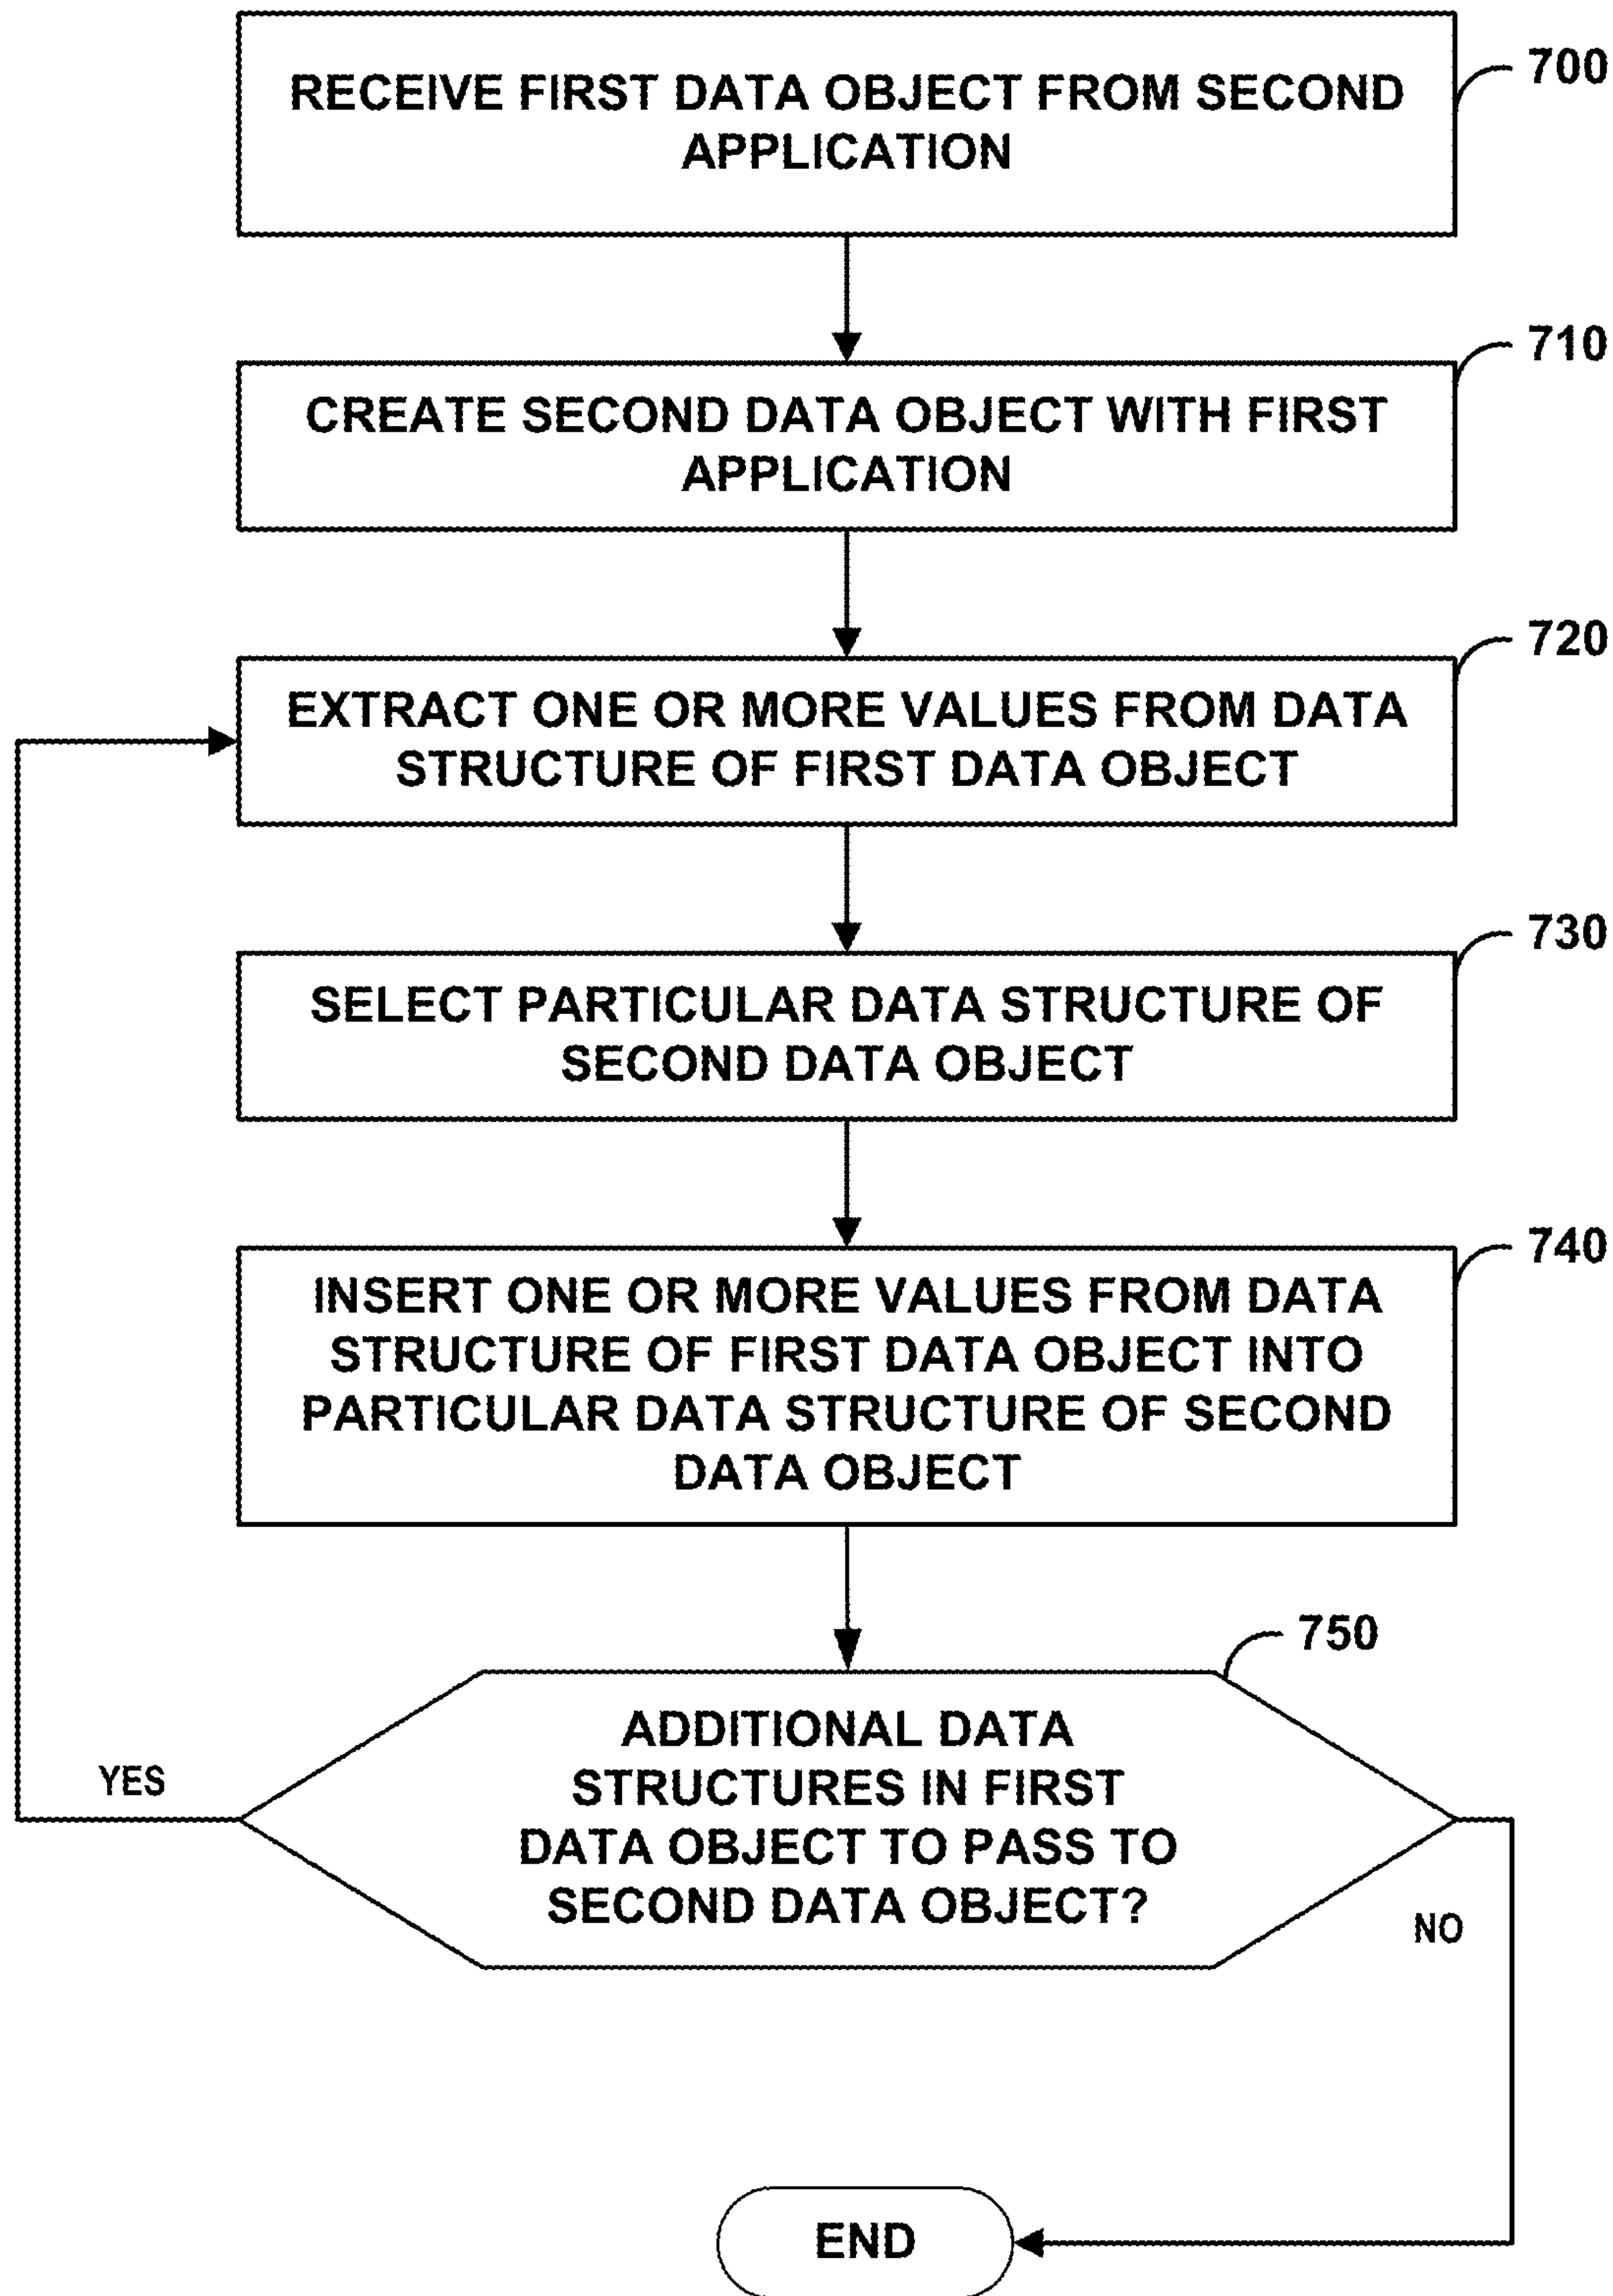 RECEIVE FIRST DATA OBJECT FROM SECOND
APPLICATION
700
CREATE SECOND DATA OBJECT WITH FIRST
APPLICATION
710
EXTRACT ONE OR MORE VALUES FROM DATA
STRUCTURE OF FIRST DATA OBJECT
720
SELECT PARTICULAR DATA STRUCTURE OF
SECOND DATA OBJECT
730
INSERT ONE OR MORE VALUES FROM DATA
STRUCTURE OF FIRST DATA OBJECT INTO
PARTICULAR DATA STRUCTURE OF SECOND
DATA OBJECT
740
ADDITIONAL DATA
STRUCTURES IN FIRST
DATA OBJECT TO PASS TO
SECOND DATA OBJECT?
750
YES
NO
END